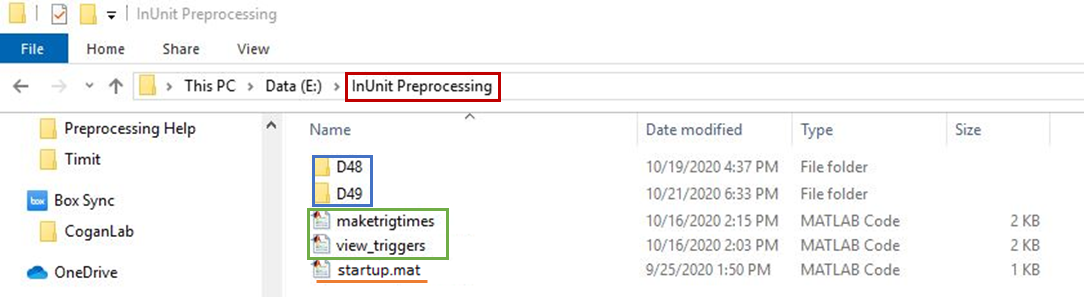 InUnit Preprocessing
File Home Share View
This PC Data (E:) InUnit Preprocessing
Preprocessing Help
Timit
box Box Sync
CoganLab
OneDrive
Name Date modified Type Size
D48 10/19/2020 4:37 PM File folder
D49 10/21/2020 6:33 PM File folder
maketrigtimes 10/16/2020 2:15 PM MATLAB Code 2 KB
view_triggers 10/16/2020 2:03 PM MATLAB Code 2 KB
startup.mat 9/25/2020 1:50 PM MATLAB Code 1 KB